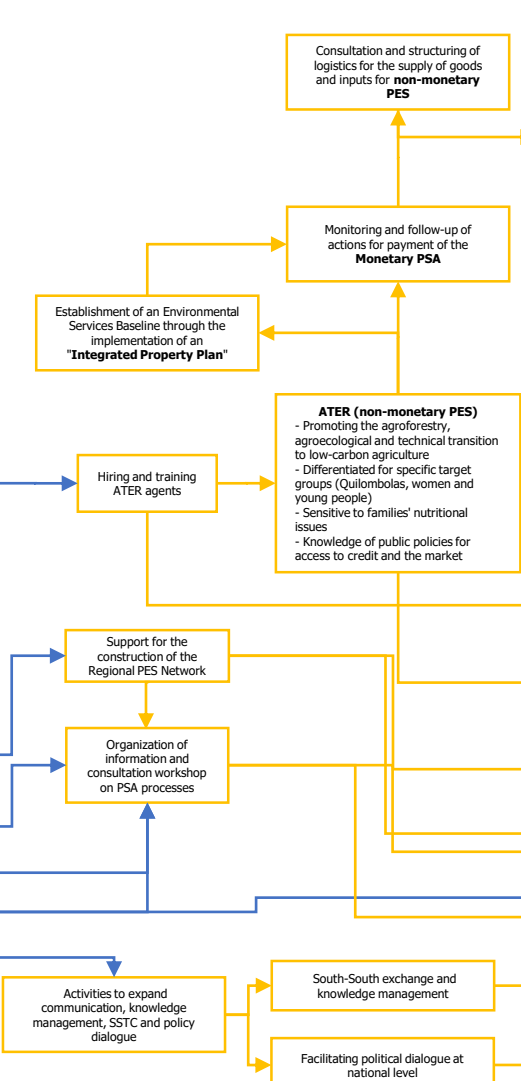 Consultation and structuring of
logistics for the supply of goods
and inputs for non-monetary
PES
Monitoring and follow-up of
actions for payment of the
Monetary PSA
Establishment of an Environmental
Services Baseline through the
implementation of an
"Integrated Property Plan"
ATER (non-monetary PES)
- Promoting the agroforestry,
agroecological and technical transition
to low-carbon agriculture
- Differentiated for specific target
groups (Quilombolas, women and
young people)
- Sensitive to families' nutritional
issues
- Knowledge of public policies for
access to credit and the market
Hiring and training
ATER agents
Support for the
construction of the
Regional PES Network
Organization of
information and
consultation workshop
on PSA processes
Activities to expand
communication, knowledge
management, SSTC and policy
dialogue
South-South exchange and
knowledge management
Facilitating political dialogue at
national level